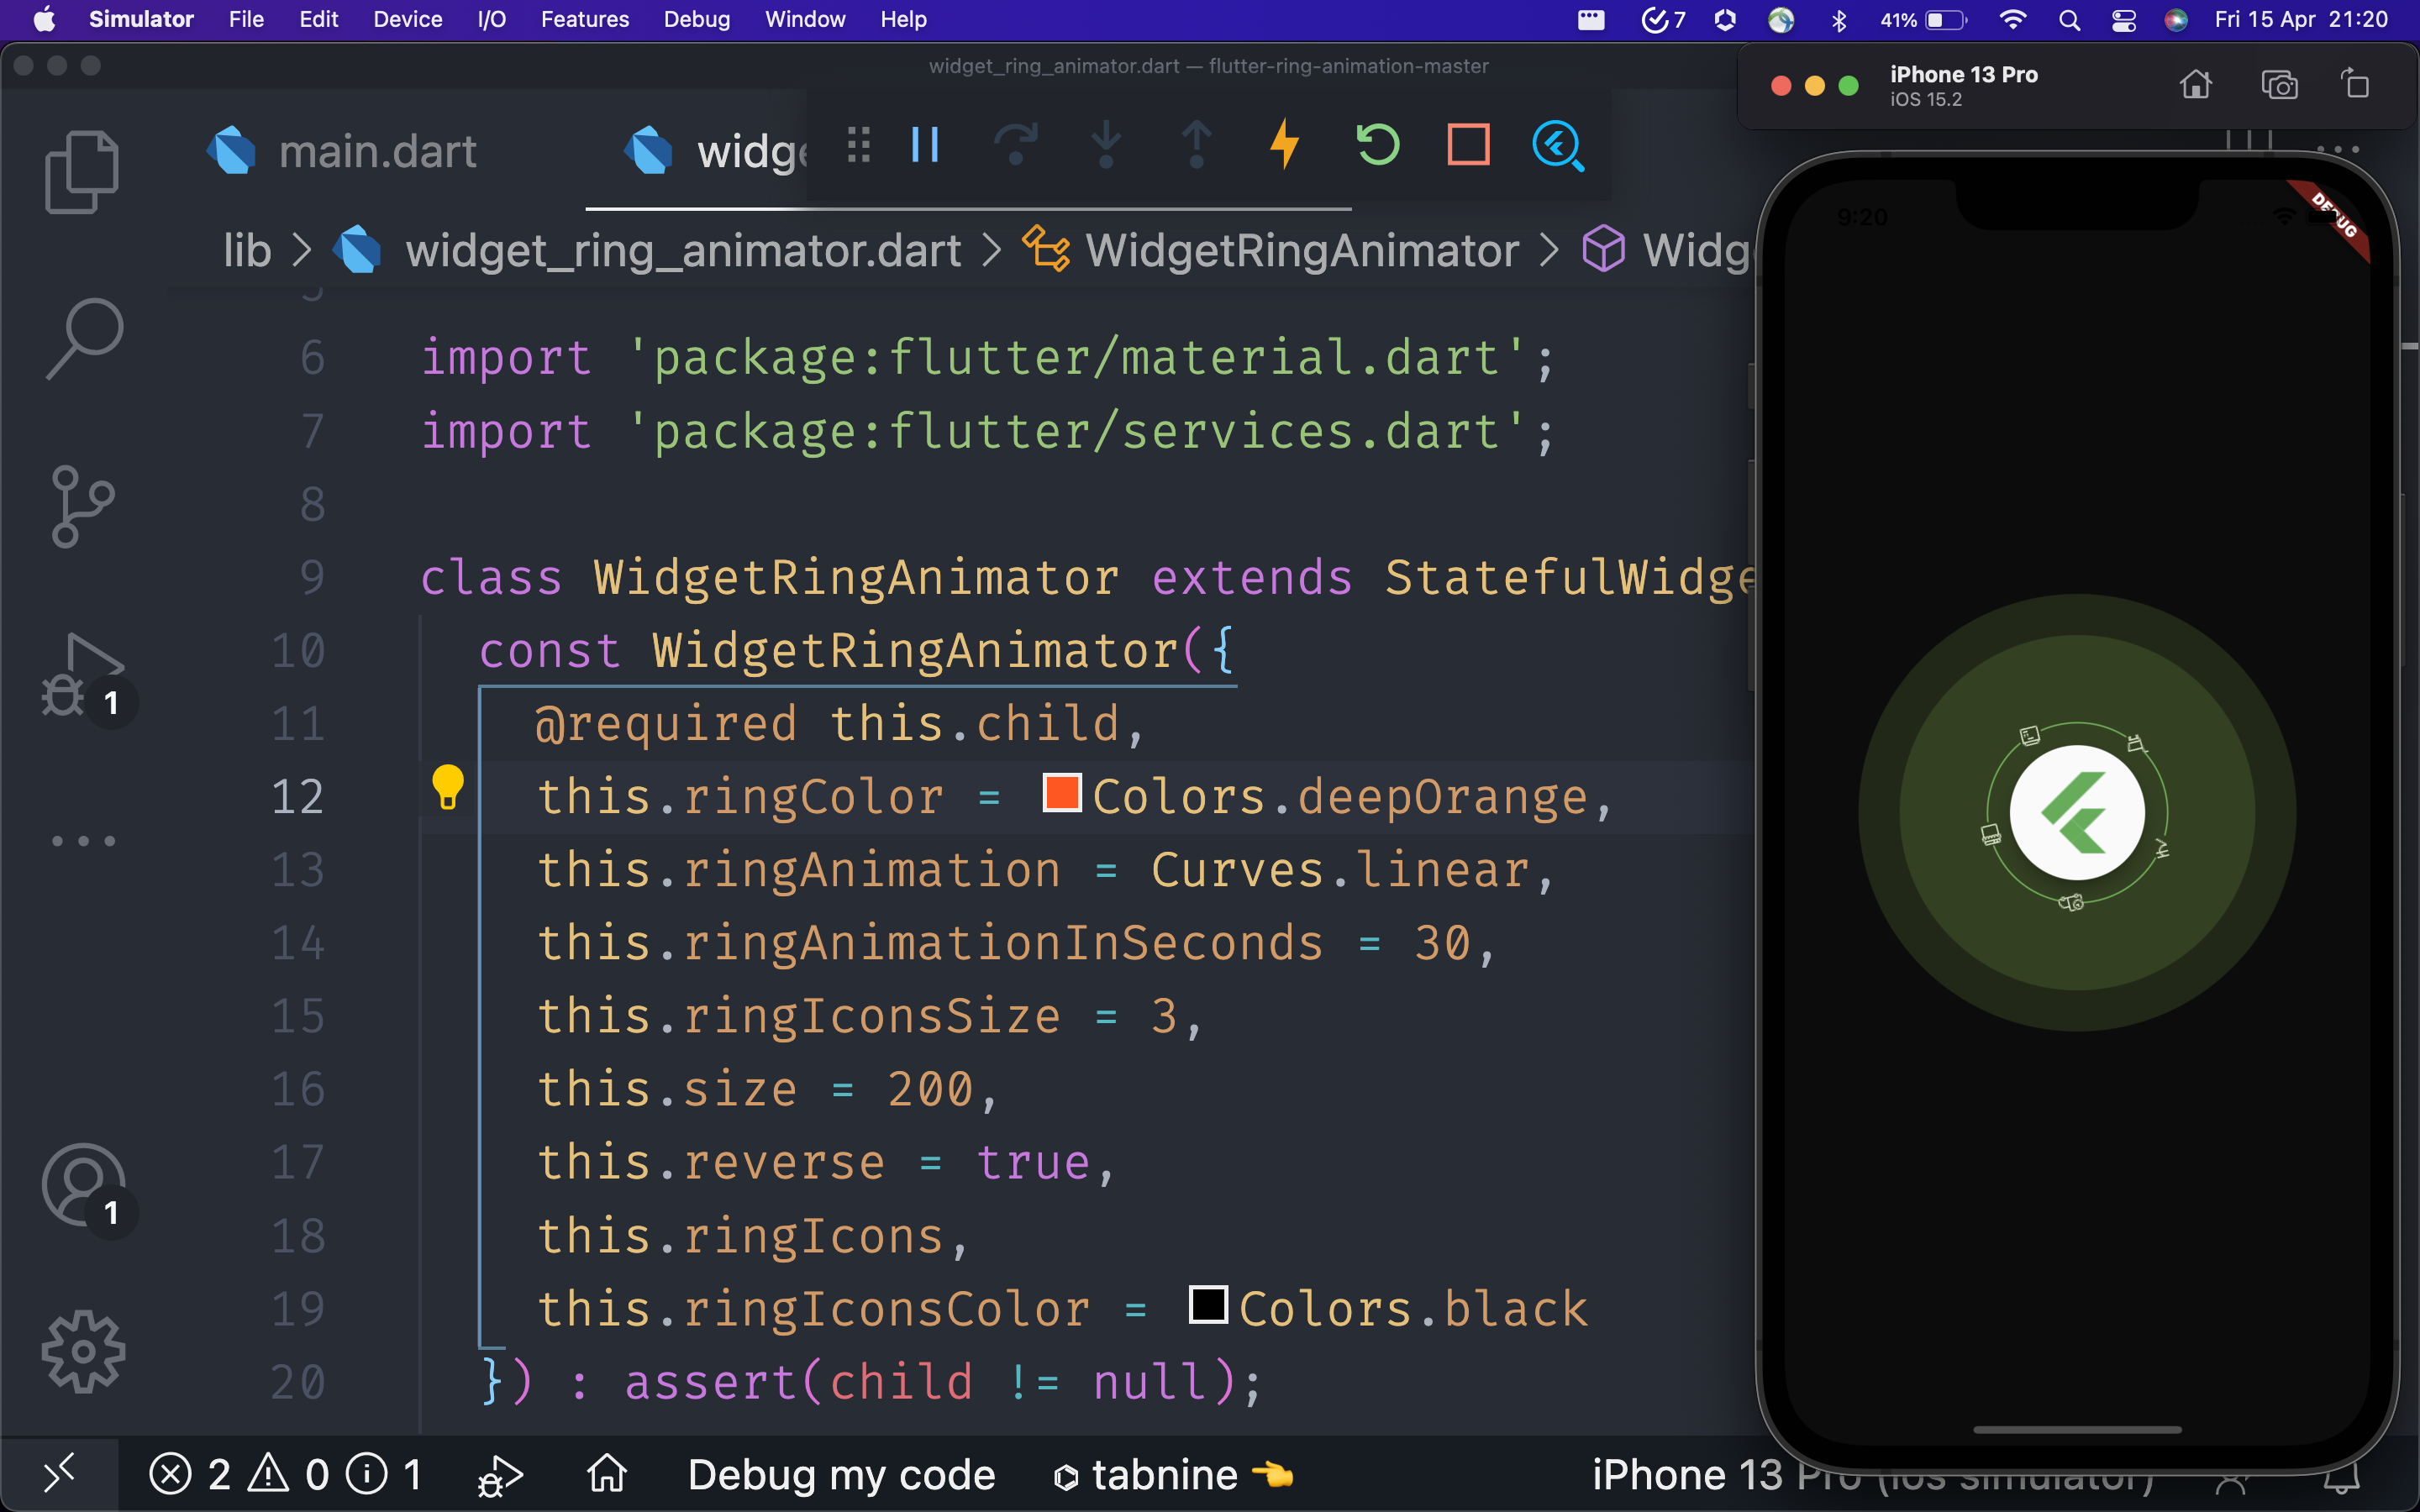 Simulator File Edit Device I/O Features Debug Window Help 7 41% Fri 15 Apr 21:20
widget_ring_animator.dart — flutter-ring-animation-master
iPhone 13 Pro
iOS 15.2
main.dart widge
lib > widget_ring_animator.dart > WidgetRingAnimator > Widg
9:20
DEBUG
6 import 'package:flutter/material.dart';
7 import 'package:flutter/services.dart';
8
9 class WidgetRingAnimator extends StatefulWidge
10 const WidgetRingAnimator({
11 @required this.child,
12 this.ringColor = Colors.deepOrange,
13 this.ringAnimation = Curves.linear,
14 this.ringAnimationInSeconds = 30,
15 this.ringIconsSize = 3,
16 this.size = 200,
17 this.reverse = true,
18 this.ringIcons,
19 this.ringIconsColor = Colors.black
20 }) : assert(child != null);
1
1
2 0 1 Debug my code tabnine iPhone 13 Pro (ios simulator)